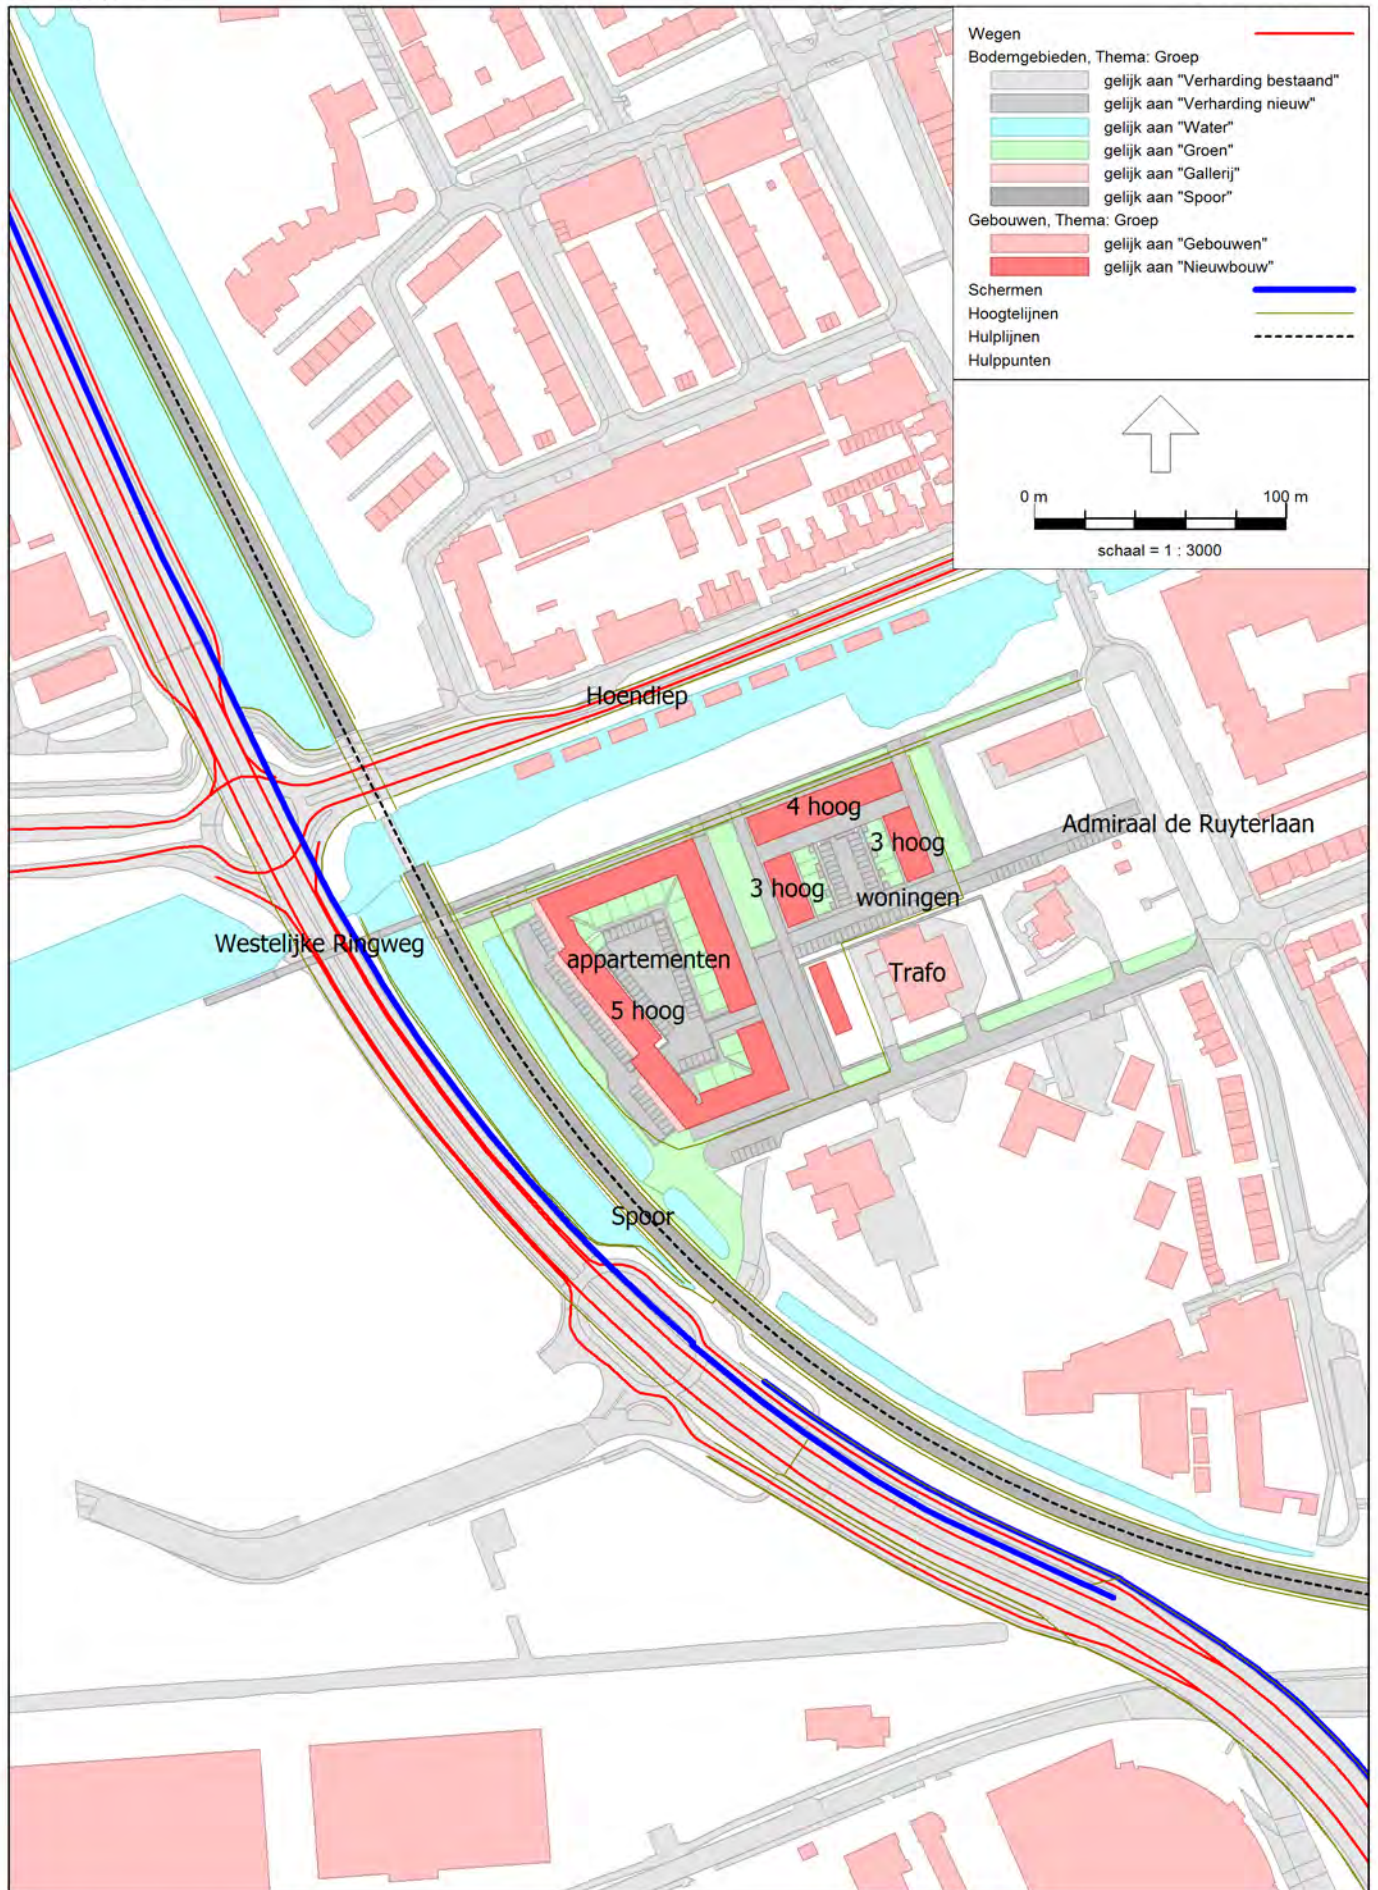 Wegen
Bodemgebieden, Thema: Groep
gelijk aan "Verharding bestaand"
gelijk aan "Verharding nieuw"
gelijk aan "Water"
gelijk aan "Groen"
gelijk aan "Gallerij"
gelijk aan "Spoor"
Gebouwen, Thema: Groep
gelijk aan "Gebouwen"
gelijk aan "Nieuwbouw"
Schermen
Hoogtelijnen
Hulplijnen
Hulppunten
0 m 100 m
schaal = 1 : 3000
Hoendiep
4 hoog
Admiraal de Ruyterlaan
3 hoog
3 hoog
woningen
Westelijke Ringweg
appartementen
Trafo
5 hoog
Spoor